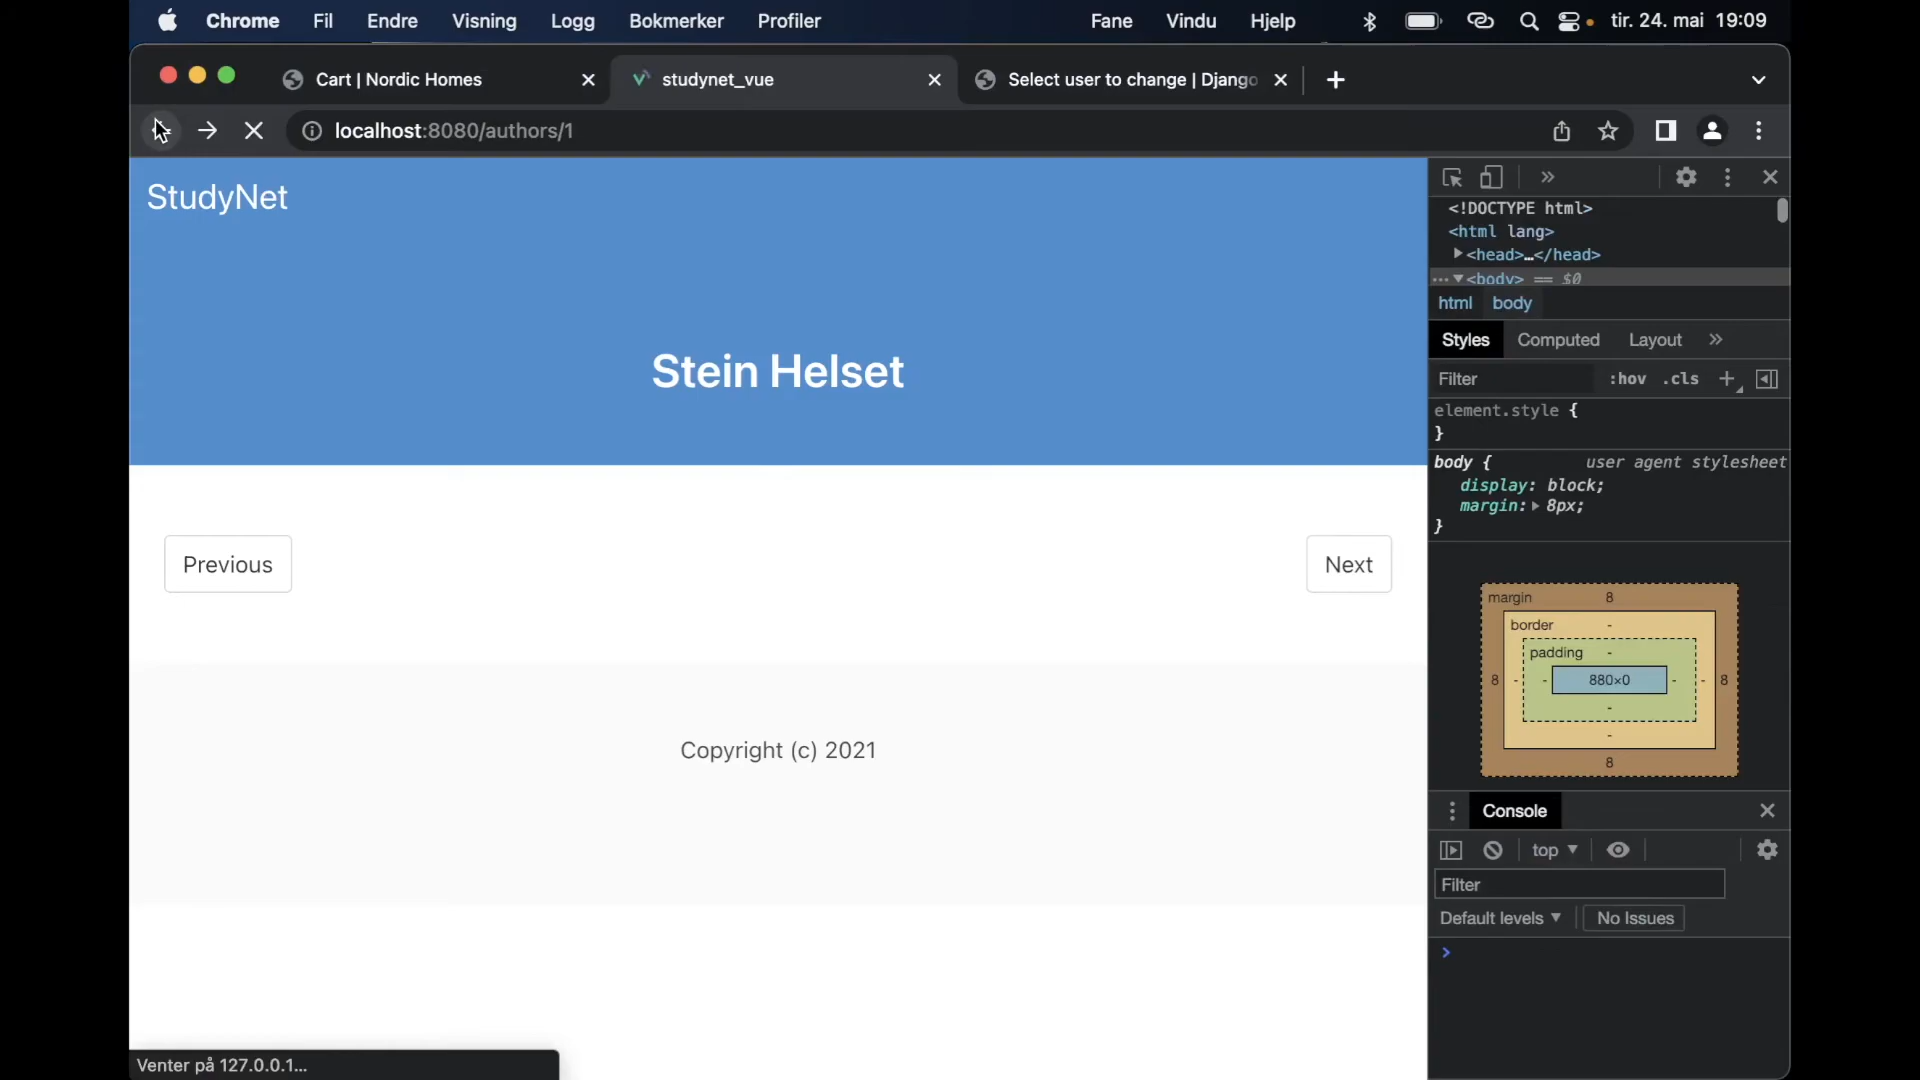 Chrome Fil Endre Visning Logg Bokmerker Profiler Fane Vindu Hjelp tir. 24. mai 19:09
Cart | Nordic Homes studynet_vue Select user to change | Django
localhost:8080/authors/1
StudyNet
Stein Helset
Previous
Next
Copyright (c) 2021
Venter på 127.0.0.1...
<!DOCTYPE html>
<html lang>
<head>…</head>
<body> == $0
html body
Styles Computed Layout
Filter :hov .cls
element.style {
}
body { user agent stylesheet
display: block;
margin: 8px;
}
margin 8
border -
padding -
8 - - 880×0 - - 8
-
-
8
Console
top
Filter
Default levels No Issues